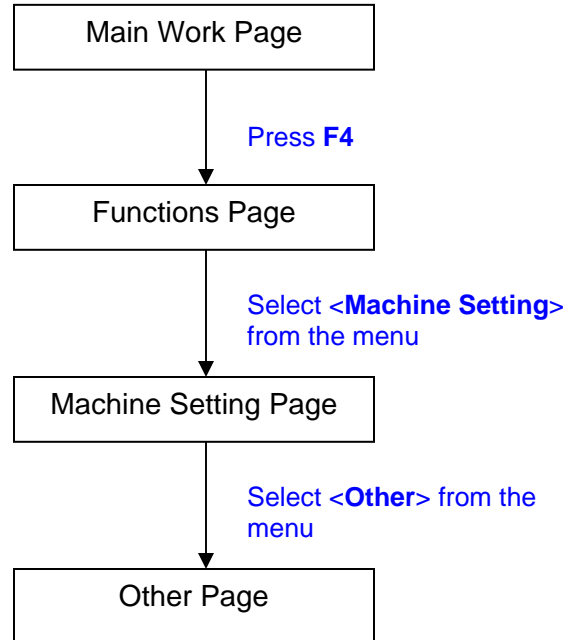 Main Work Page
Press F4
Functions Page
Select <Machine Setting>
from the menu
Machine Setting Page
Select <Other> from the
menu
Other Page